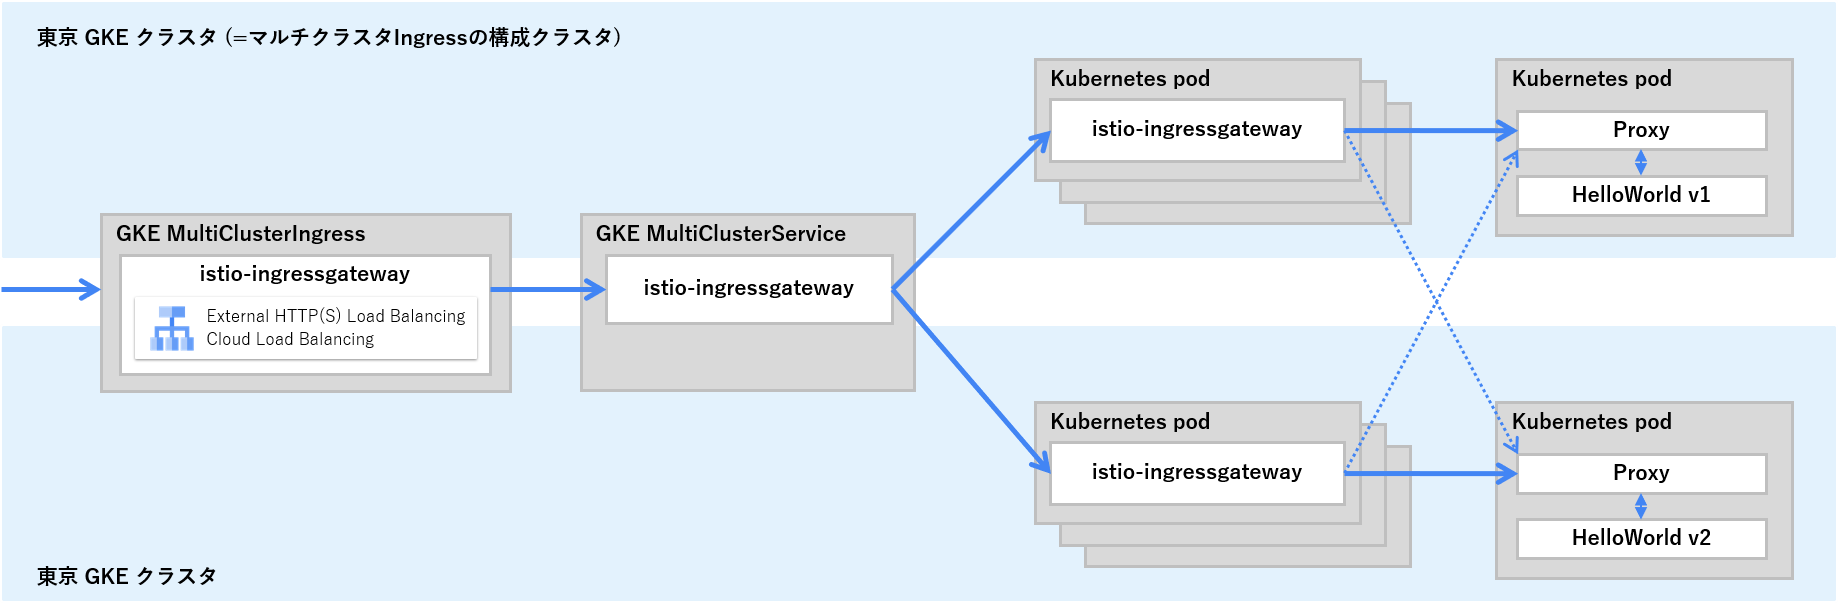 東京 GKE クラスタ (=マルチクラスタIngressの構成クラスタ)
GKE MultiClusterIngress
istio-ingressgateway
External HTTP(S) Load Balancing
Cloud Load Balancing
GKE MultiClusterService
istio-ingressgateway
Kubernetes pod
istio-ingressgateway
Kubernetes pod
Proxy
HelloWorld v1
Kubernetes pod
istio-ingressgateway
Kubernetes pod
Proxy
HelloWorld v2
東京 GKE クラスタ